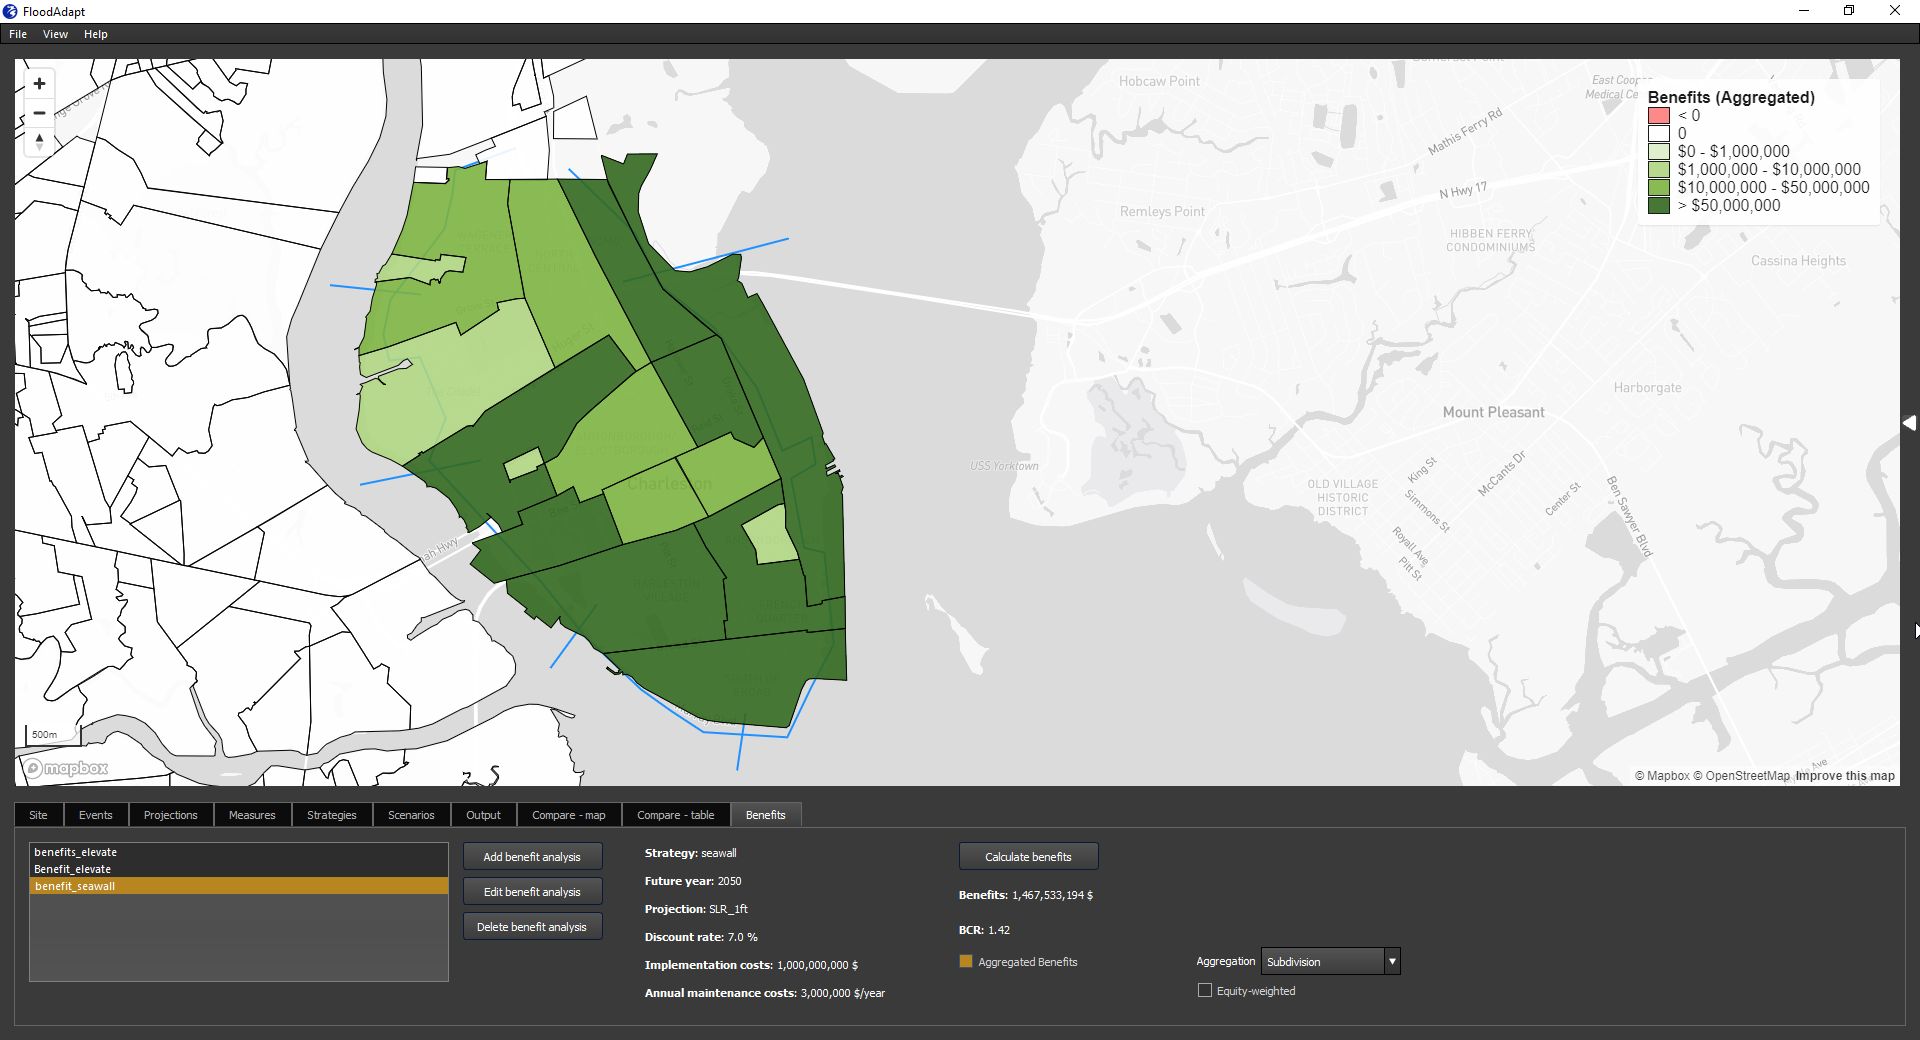 FloodAdapt
File View Help
Hobcaw Point
East Cooper
Medical Ce
Mathis Ferry Rd
N Hwy 17
Remleys Point
HIBBEN FERRY
CONDOMINIUMS
Cassina Heights
Harborgate
Mount Pleasant
USS Yorktown
King St
McCants Dr
OLD VILLAGE
HISTORIC
DISTRICT
Simmons St
Center St
Ben Sawyer Blvd
Royall Ave
Pitt St
Charleston
ah Hwy
Benefits (Aggregated)
< 0
0
$0 - $1,000,000
$1,000,000 - $10,000,000
$10,000,000 - $50,000,000
> $50,000,000
500m
mapbox
© Mapbox © OpenStreetMap Improve this map
Site Events Projections Measures Strategies Scenarios Output Compare - map Compare - table Benefits
benefits_elevate
Benefit_elevate
benefit_seawall
Add benefit analysis
Edit benefit analysis
Delete benefit analysis
Strategy: seawall
Future year: 2050
Projection: SLR_1ft
Discount rate: 7.0 %
Implementation costs: 1,000,000,000 $
Annual maintenance costs: 3,000,000 $/year
Calculate benefits
Benefits: 1,467,533,194 $
BCR: 1.42
Aggregated Benefits
Aggregation Subdivision
Equity-weighted